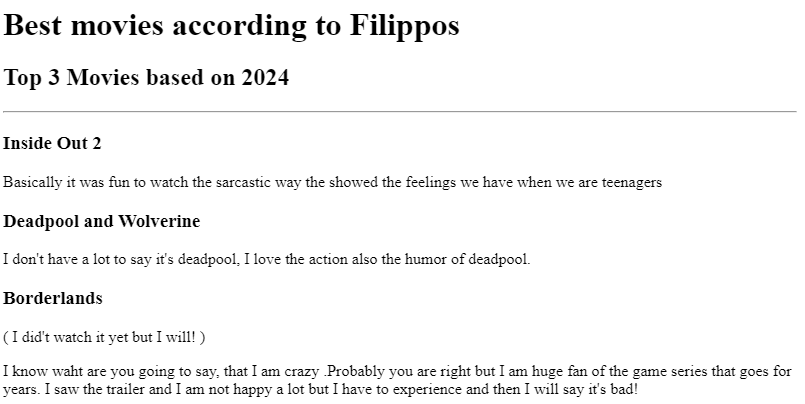 Best movies according to Filippos
Top 3 Movies based on 2024
Inside Out 2
Basically it was fun to watch the sarcastic way the showed the feelings we have when we are teenagers
Deadpool and Wolverine
I don't have a lot to say it's deadpool, I love the action also the humor of deadpool.
Borderlands
( I did't watch it yet but I will! )
I know waht are you going to say, that I am crazy .Probably you are right but I am huge fan of the game series that goes for
years. I saw the trailer and I am not happy a lot but I have to experience and then I will say it's bad!